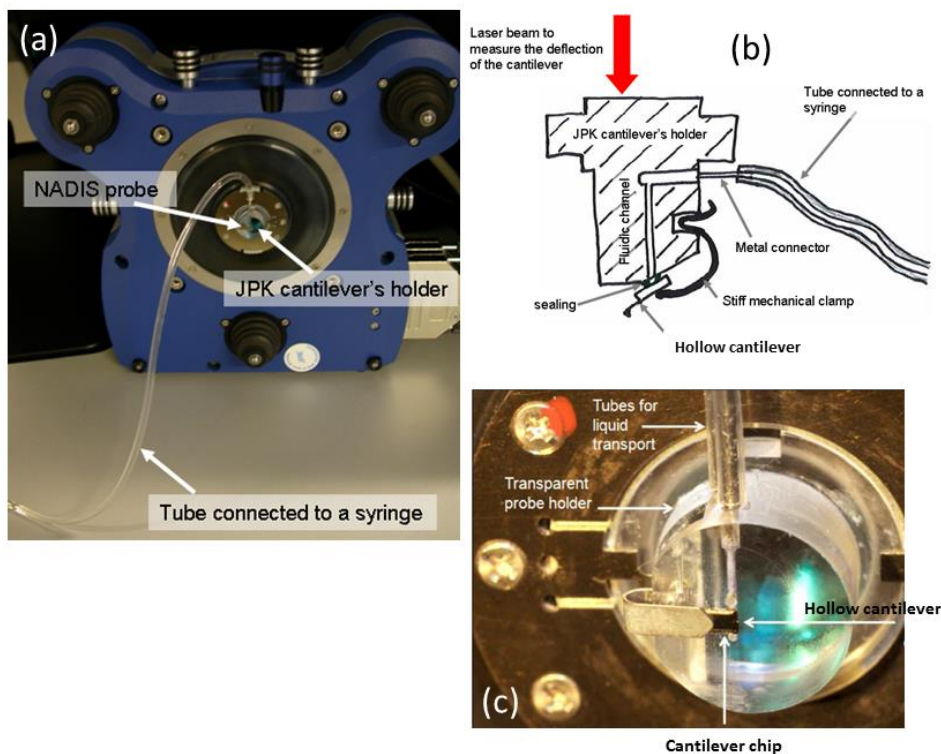 (a)
NADIS probe
JPK cantilever's holder
Tube connected to a syringe
(b)
Laser beam to
measure the deflection
of the cantilever
Tube connected to a
syringe
JPK cantilever's holder
Fluidic channel
Metal connector
sealing
Stiff mechanical clamp
Hollow cantilever
Tubes for
liquid
transport
Transparent
probe holder
Hollow cantilever
(c)
Cantilever chip